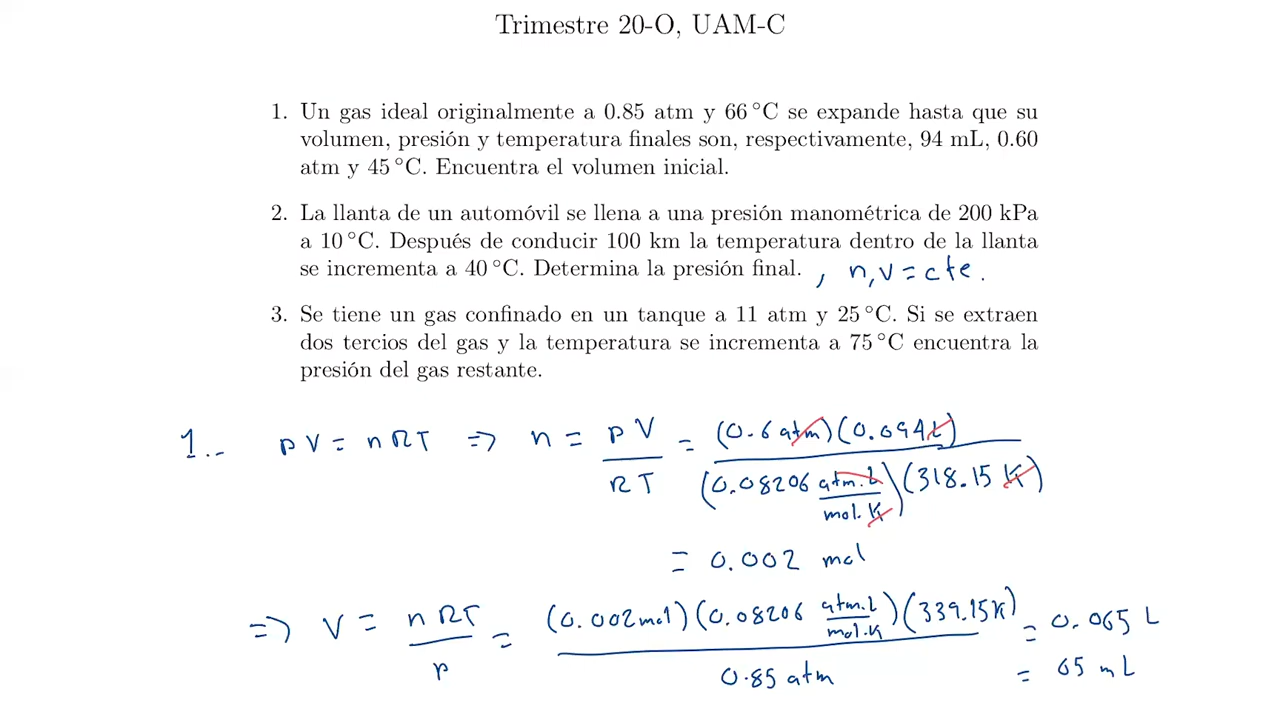 Trimestre 20-O, UAM-C
1. Un gas ideal originalmente a 0.85 atm y 66 °C se expande hasta que su
volumen, presión y temperatura finales son, respectivamente, 94 mL, 0.60
atm y 45 °C. Encuentra el volumen inicial.
2. La llanta de un automóvil se llena a una presión manométrica de 200 kPa
a 10 °C. Después de conducir 100 km la temperatura dentro de la llanta
se incrementa a 40 °C. Determina la presión final. , n,v = cte.
3. Se tiene un gas confinado en un tanque a 11 atm y 25 °C. Si se extraen
dos tercios del gas y la temperatura se incrementa a 75 °C encuentra la
presión del gas restante.
1.- pV = nRT => n = pV / RT = (0.6 atm)(0.094 L) / (0.08206 atm.L / mol.K)(318.15 K)
= 0.002 mol
=> V = nRT / p = (0.002 mol)(0.08206 atm.L / mol.K)(339.15 K) / 0.85 atm = 0.065 L
= 65 mL